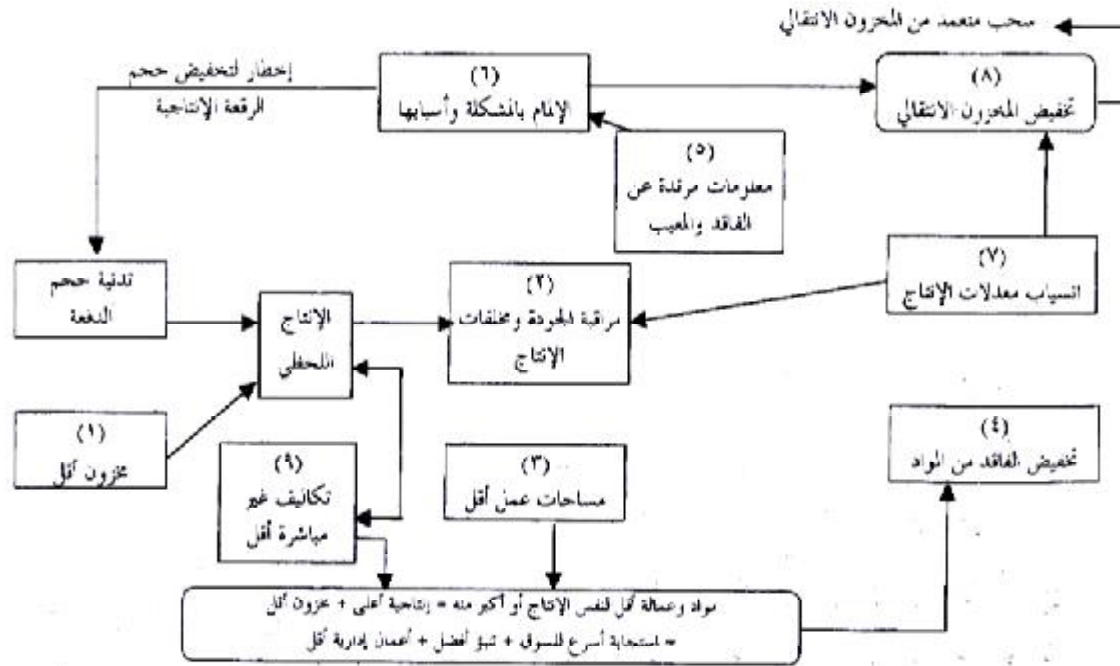 سحب متعمد من المخزون الانتقالي
إخطار لتخفيض حجم
الرقعة الإنتاجية
(٦)
الإلمام بالمشكلة وأسبابها
(٨)
تخفيض المخزون الانتقالي
(٥)
معلومات مرتدة عن
الفاقد والمعيب
(٧)
انسياب معدلات الإنتاج
تدنية حجم
الدفعة
الإنتاج
اللحظي
(٢)
مراقبة الجودة ومخلفات
الإنتاج
(١)
مخزون أقل
(٩)
تكاليف غير
مباشرة أقل
(٣)
مساحات عمل أقل
(٤)
تخفيض الفاقد من المواد
مواد وعمالة أقل لنفس الإنتاج أو أكبر منه = إنتاجية أعلى + مخزون أقل
= استجابة أسرع للسوق + تنبؤ أفضل + أعمال إدارية أقل